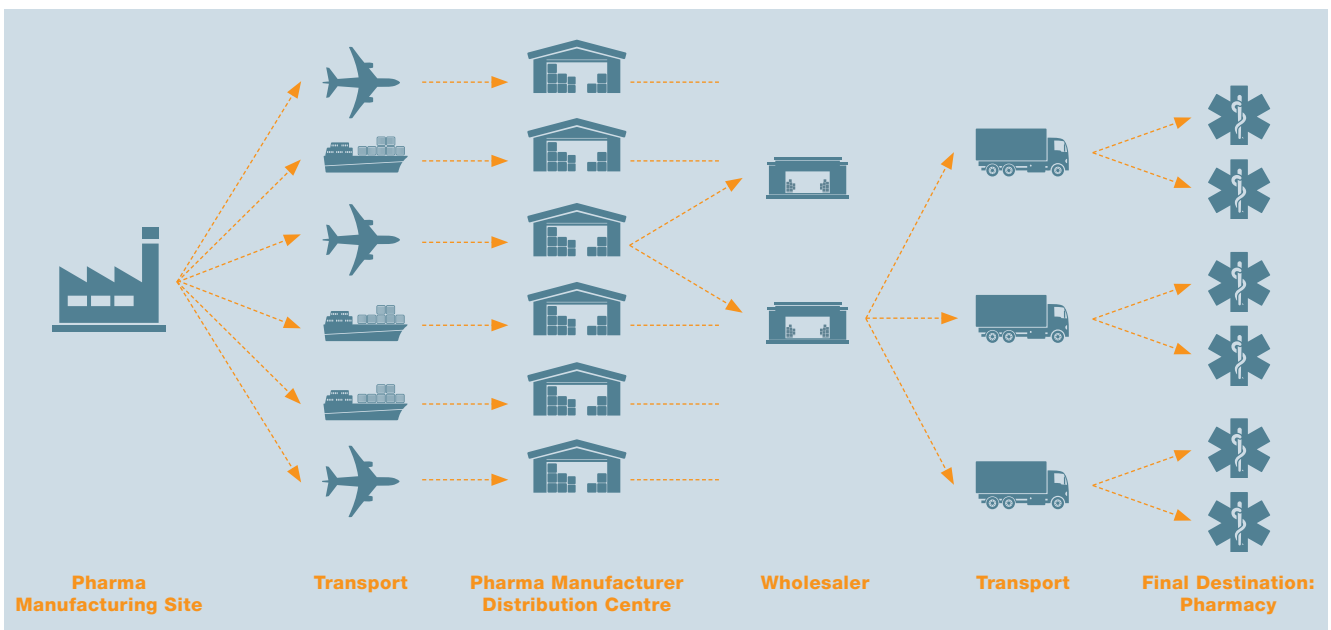 Pharma
Manufacturing Site
Transport
Pharma Manufacturer
Distribution Centre
Wholesaler
Transport
Final Destination:
Pharmacy